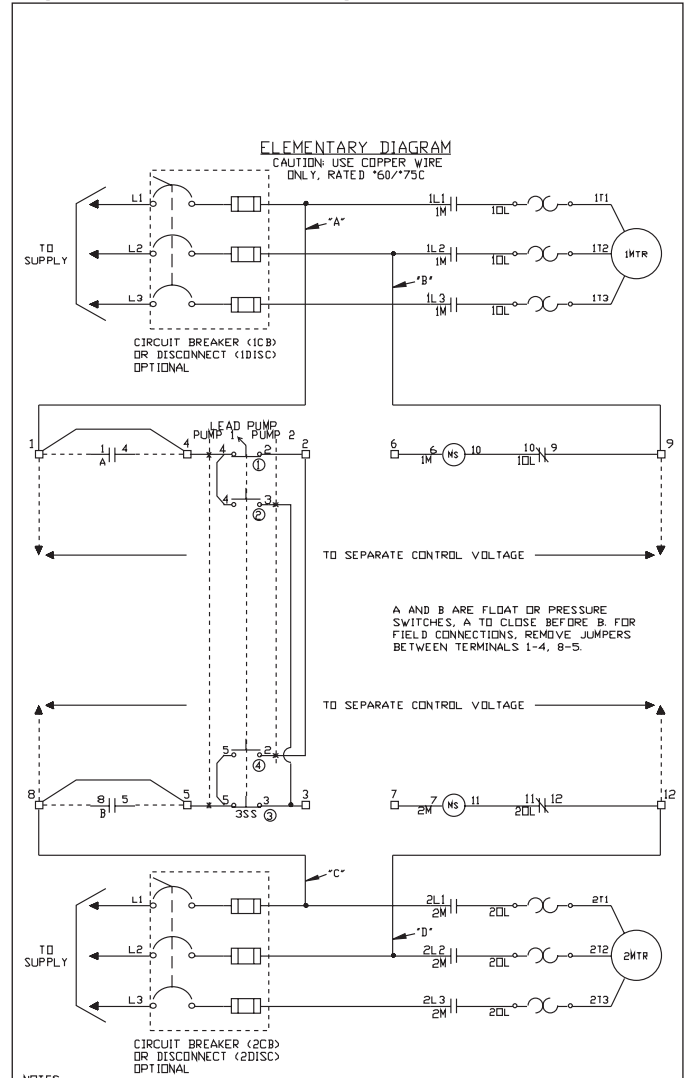 ELEMENTARY DIAGRAM
CAUTION: USE COPPER WIRE
ONLY, RATED *60/*75C
L1
1L1
1M
1OL
1T1
"A"
TO
SUPPLY
L2
1L2
1M
1OL
1T2
1MTR
"B"
L3
1L3
1M
1OL
1T3
CIRCUIT BREAKER (1CB)
OR DISCONNECT (1DISC)
OPTIONAL
LEAD PUMP
PUMP 1 PUMP 2
1
1
4
A
4
4
2
①
2
6
6
1M
MS
10
10
1OL
9
9
4
3
②
TO SEPARATE CONTROL VOLTAGE
A AND B ARE FLOAT OR PRESSURE
SWITCHES, A TO CLOSE BEFORE B. FOR
FIELD CONNECTIONS, REMOVE JUMPERS
BETWEEN TERMINALS 1-4, 8-5.
TO SEPARATE CONTROL VOLTAGE
5
2
④
8
8
5
B
5
5
3
③
3SS
3
7
7
2M
MS
11
11
2OL
12
12
"C"
L1
2L1
2M
2OL
2T1
"D"
TO
SUPPLY
L2
2L2
2M
2OL
2T2
2MTR
L3
2L3
2M
2OL
2T3
CIRCUIT BREAKER (2CB)
OR DISCONNECT (2DISC)
OPTIONAL